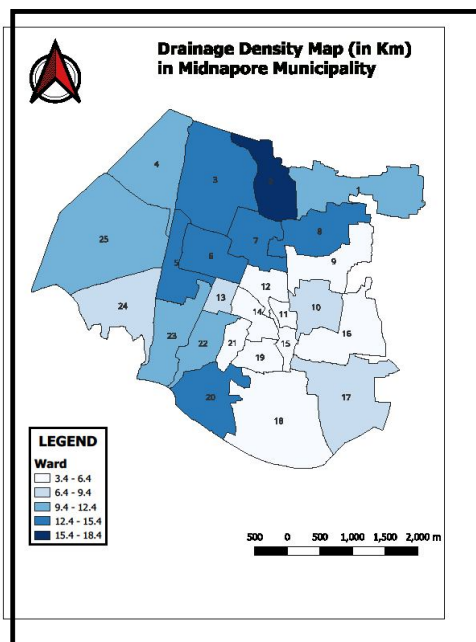 Drainage Density Map (in Km)
in Midnapore Municipality
4
3
2
1
25
5
6
7
8
9
24
13
12
10
14
11
16
23
22
21
15
19
17
20
18
LEGEND
Ward
3.4 - 6.4
6.4 - 9.4
9.4 - 12.4
12.4 - 15.4
15.4 - 18.4
500 0 500 1,000 1,500 2,000 m